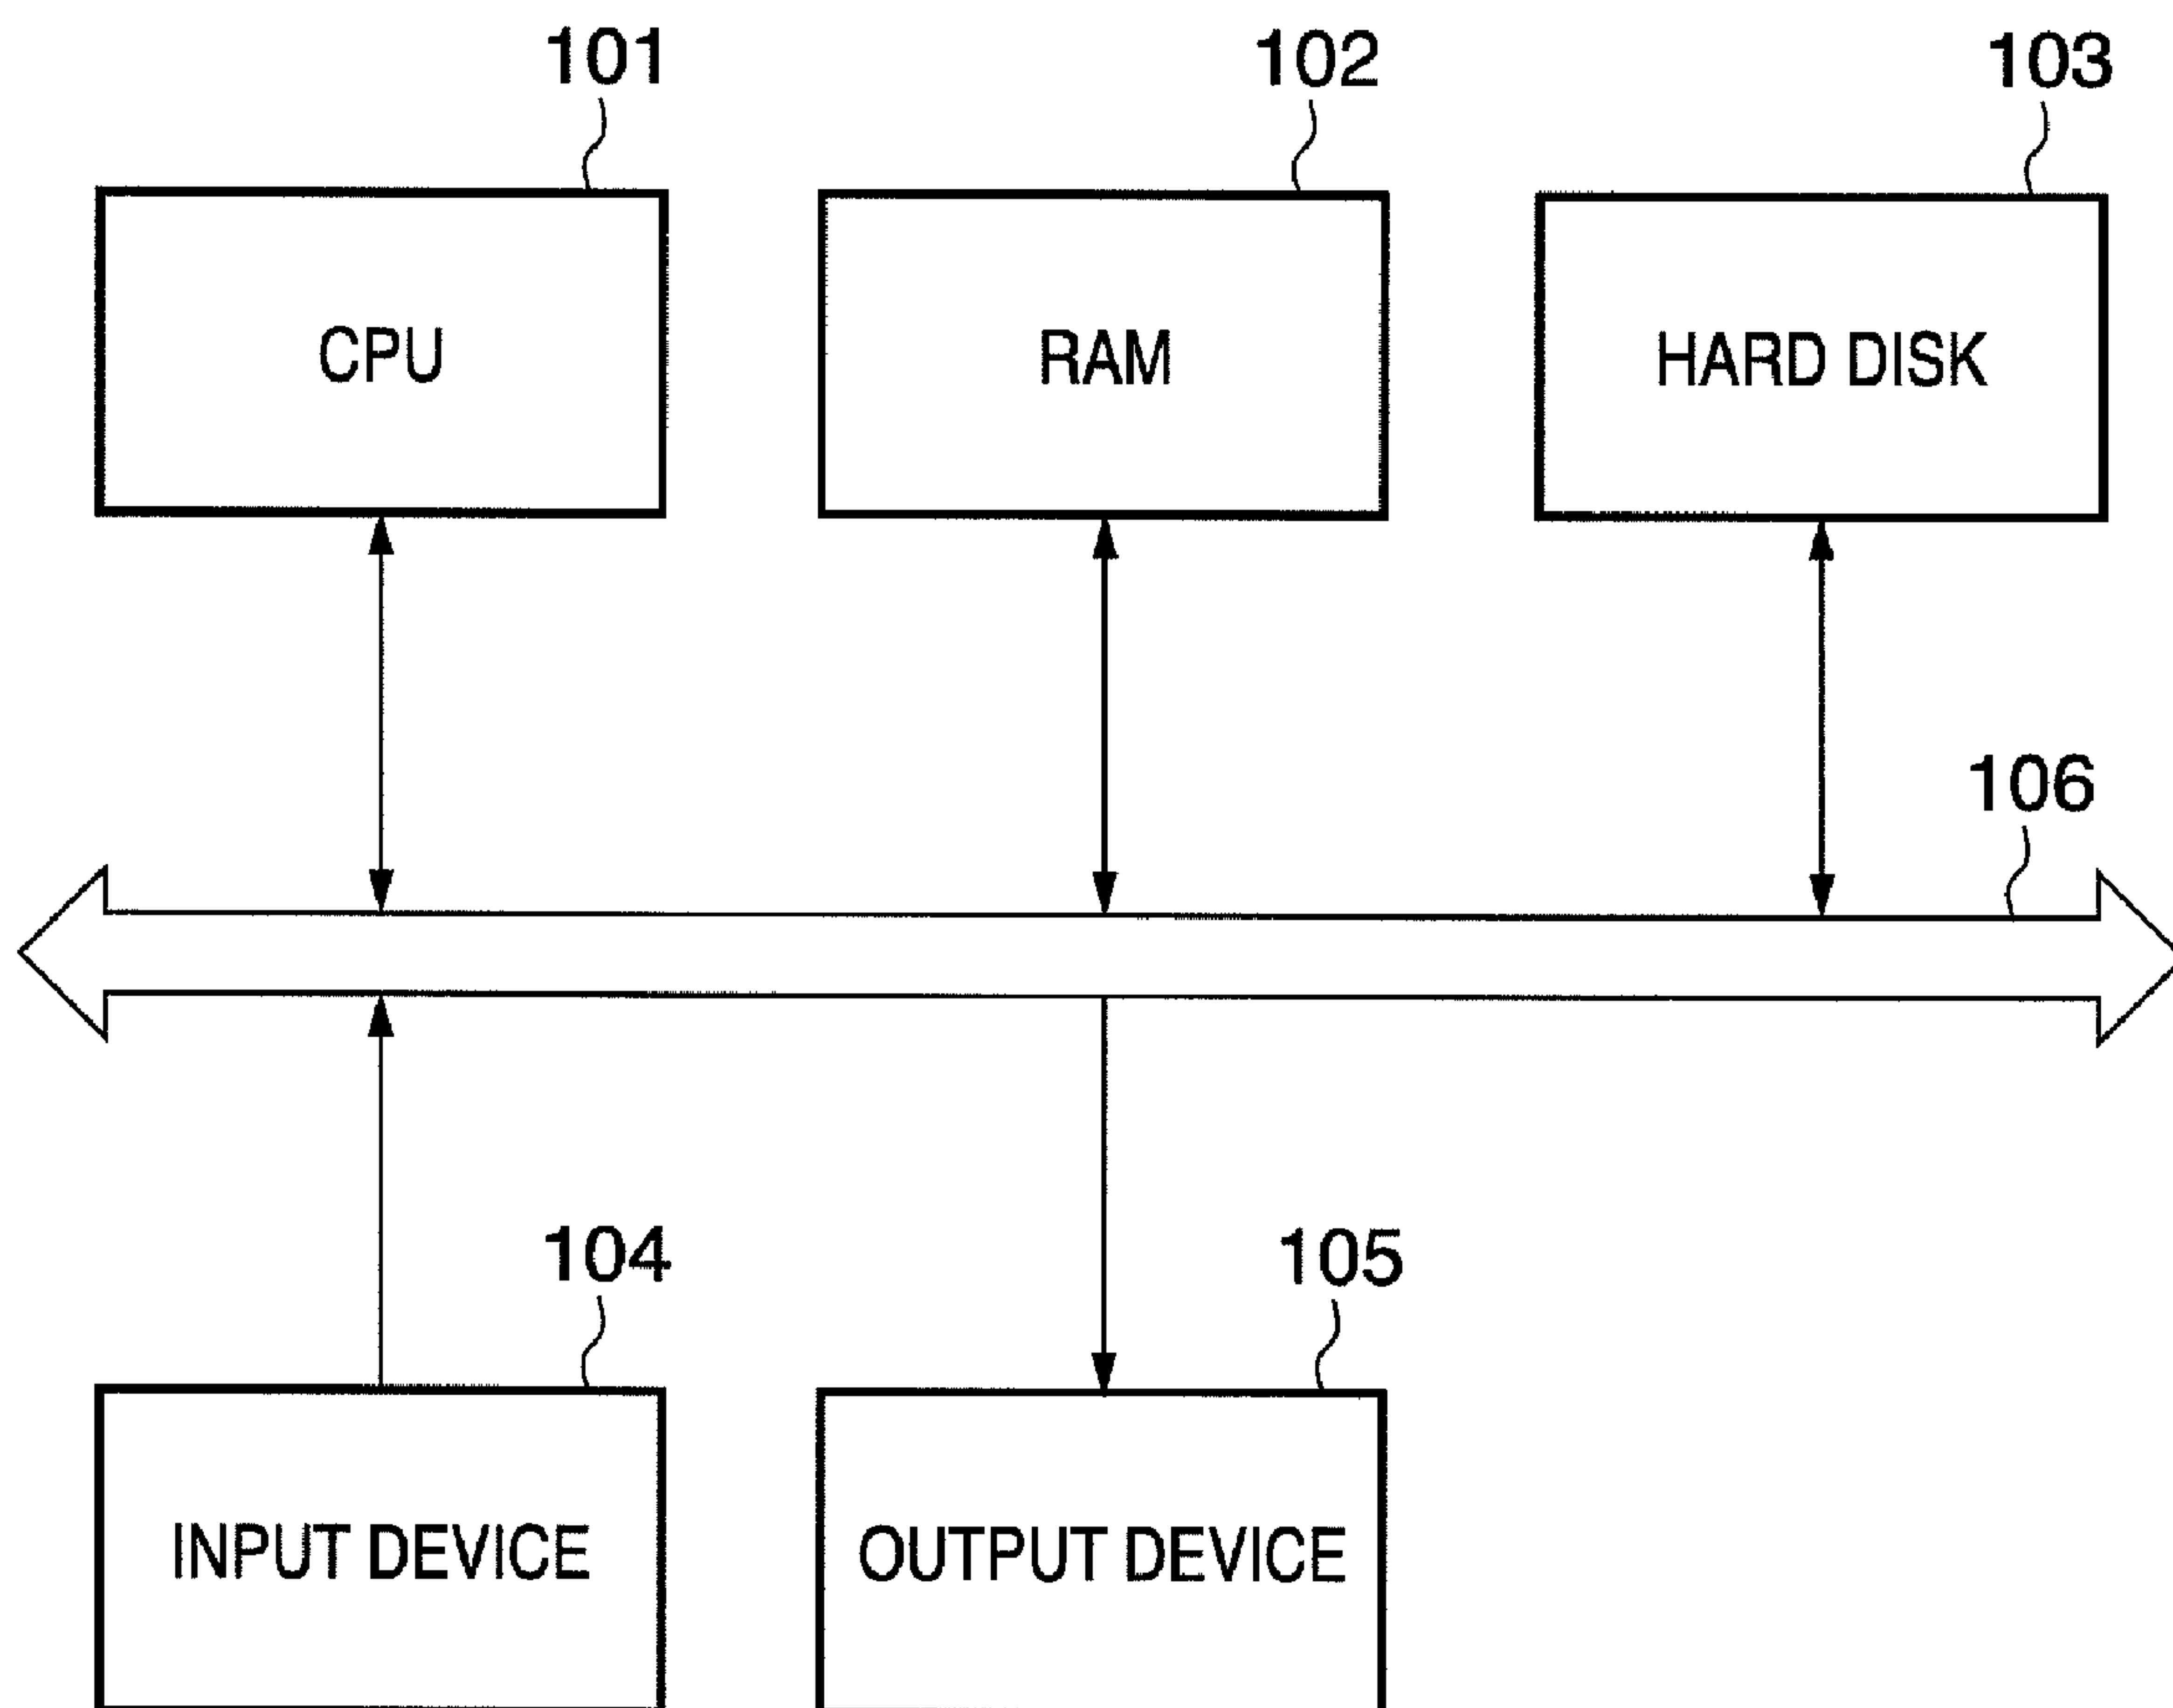 101
102
103
CPU
RAM
HARD DISK
106
104
105
INPUT DEVICE
OUTPUT DEVICE